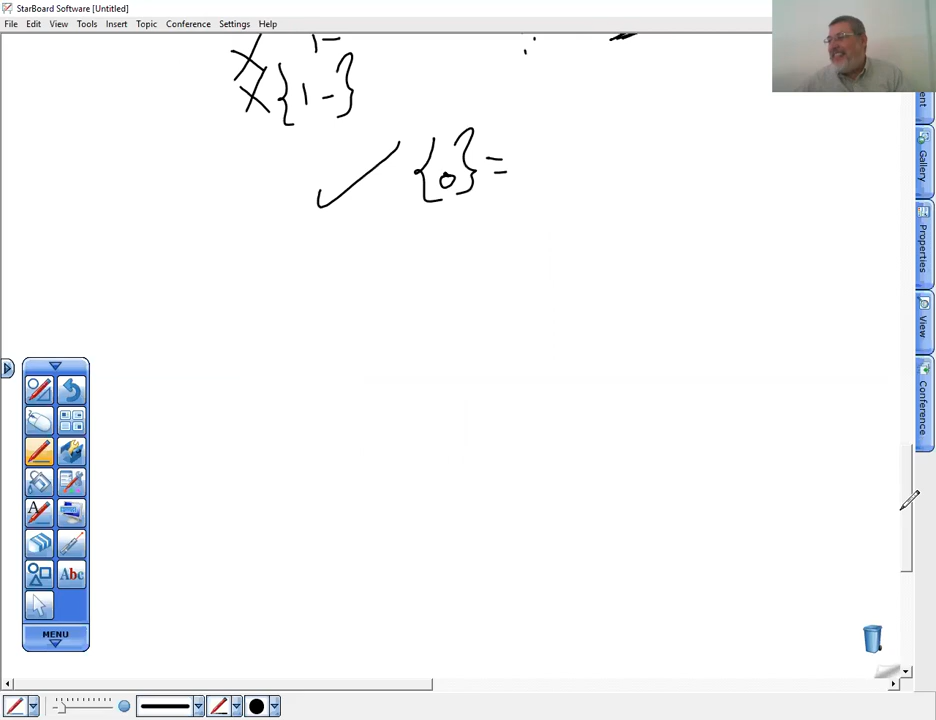 StarBoard Software [Untitled]
File Edit View Tools Insert Topic Conference Settings Help
1-
X {1-}
✓ {0} =
Gallery
Properties
View
Conference
Abc
MENU